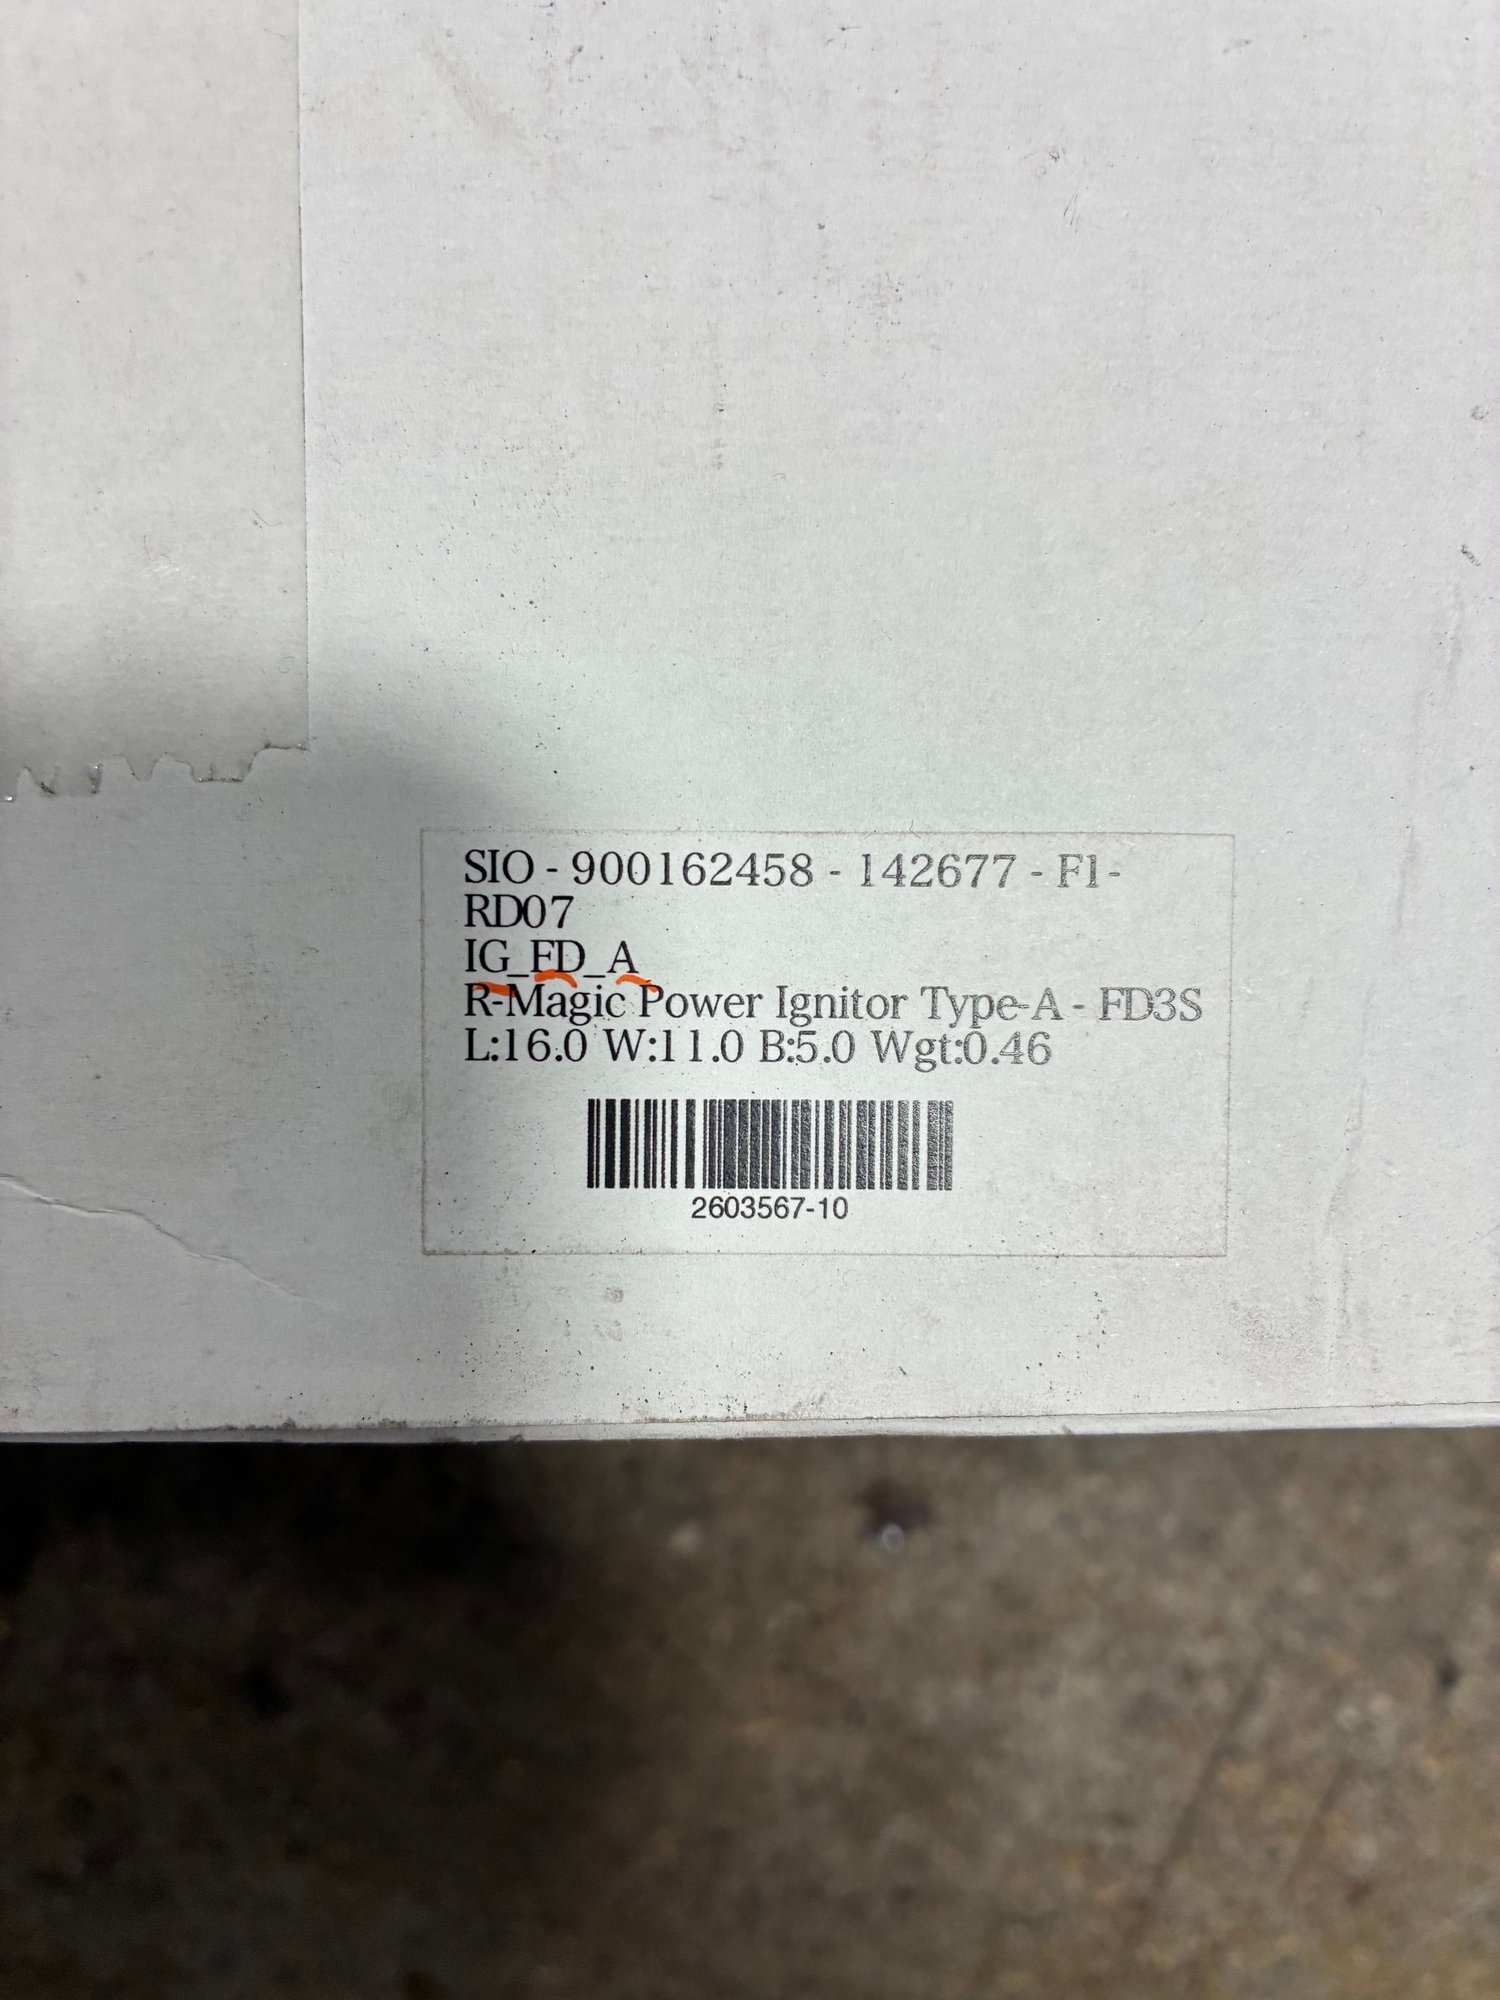 SIO - 900162458 - 142677 - F1-
RD07
IG_FD_A
R-Magic Power Ignitor Type-A - FD3S
L:16.0 W:11.0 B:5.0 Wgt:0.46
2603567-10